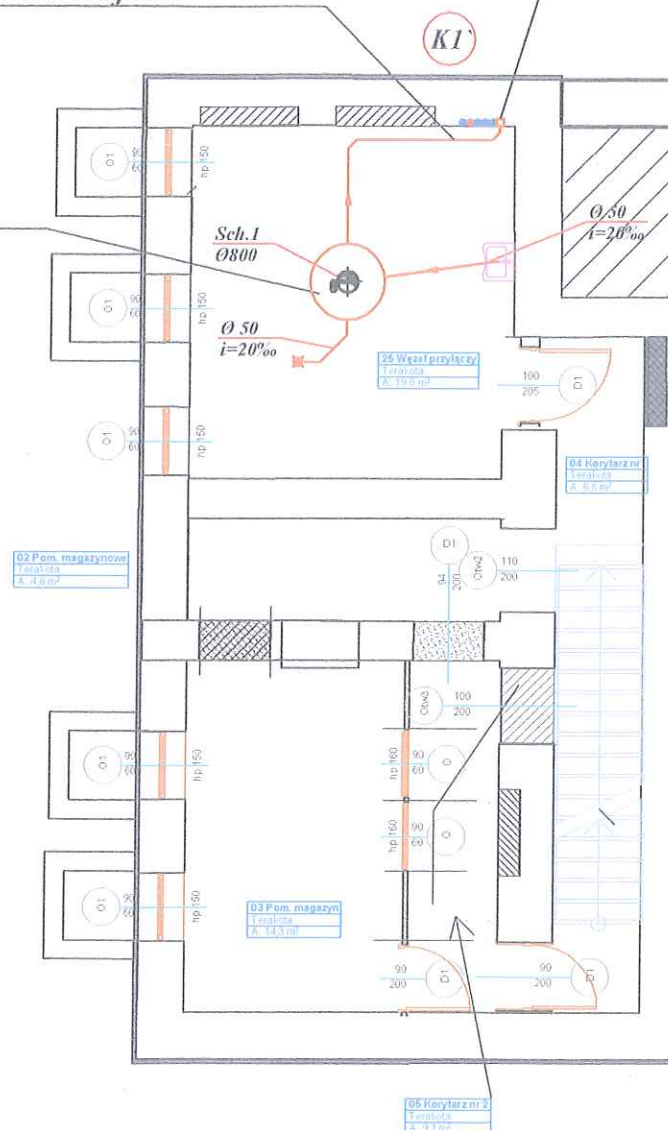 K1`
O1
90
60
hp 150
Sch.1
Ø800
Ø 50
i=20‰
O1
90
60
hp 150
Ø 50
i=20‰
25 Węzeł przyłączy
Terakota
A: 19,6 m²
100
205
D1
O1
90
60
hp 150
04 Korytarz nr
Terakota
A: 6,6 m²
02 Pom. magazynowe
Terakota
A: 4,8 m²
D1
94
200
Otw2
110
200
Otw3
100
200
O1
90
60
hp 150
hp 160
90
60
O
hp 160
90
60
O
O1
90
60
hp 150
03 Pom. magazyn
Terakota
A: 14,3 m²
90
200
D1
90
200
D1
05 Korytarz nr 2
Terakota